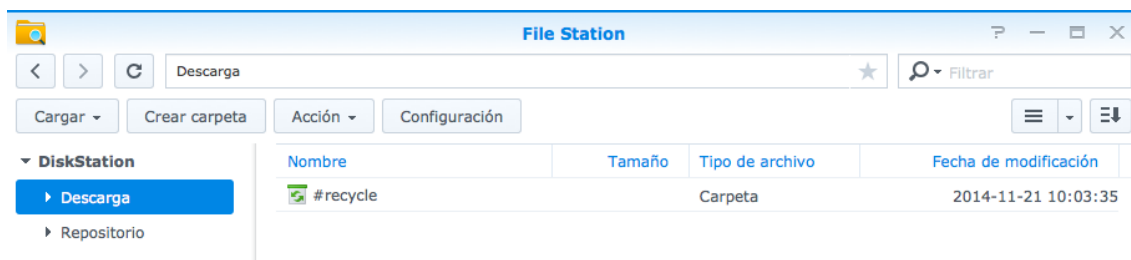 File Station
Descarga
Filtrar
Cargar Crear carpeta Acción Configuración
DiskStation Nombre Tamaño Tipo de archivo Fecha de modificación
Descarga #recycle Carpeta 2014-11-21 10:03:35
Repositorio